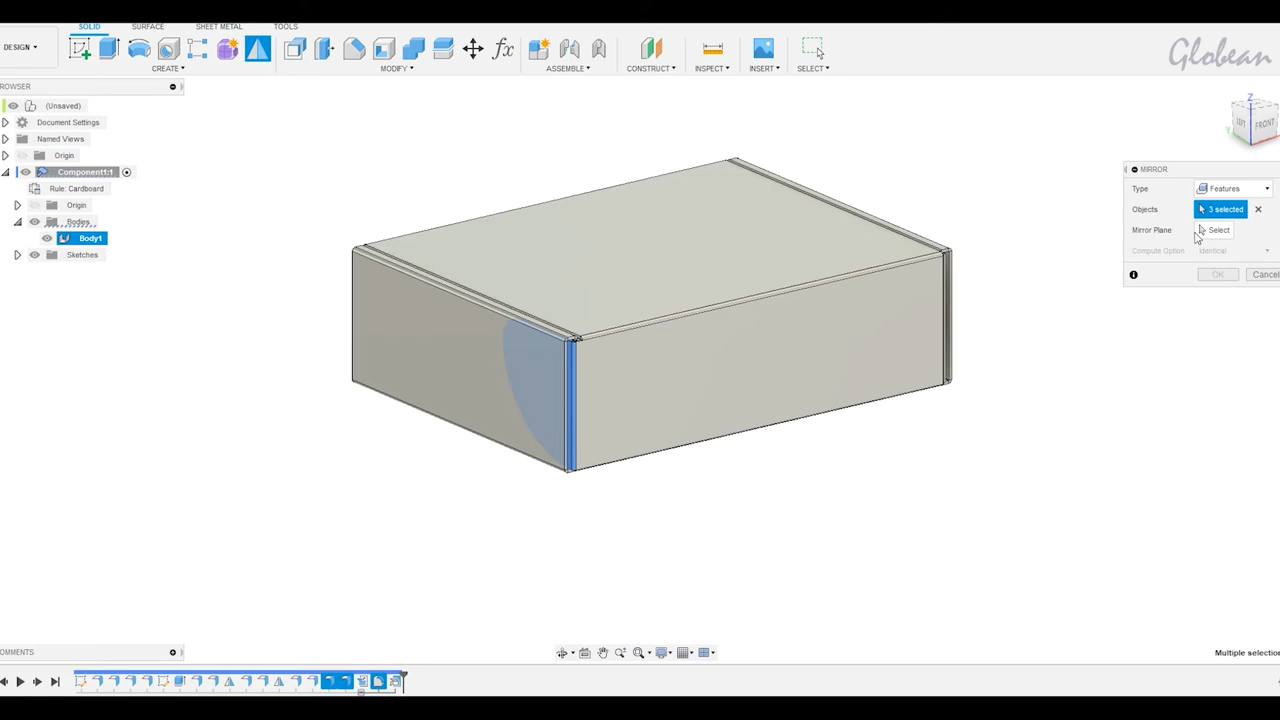 SOLID SURFACE SHEET METAL TOOLS
DESIGN
CREATE MODIFY ASSEMBLE CONSTRUCT INSPECT INSERT SELECT
Globean
ROWSER
(Unsaved)
Document Settings
Named Views
Origin
Component1:1
Rule: Cardboard
Origin
Bodies
Body1
Sketches
Z
LEFT FRONT
Y
MIRROR
Type Features
Objects 3 selected
Mirror Plane Select
Compute Option Identical
OK Cancel
OMMENTS
Multiple selection